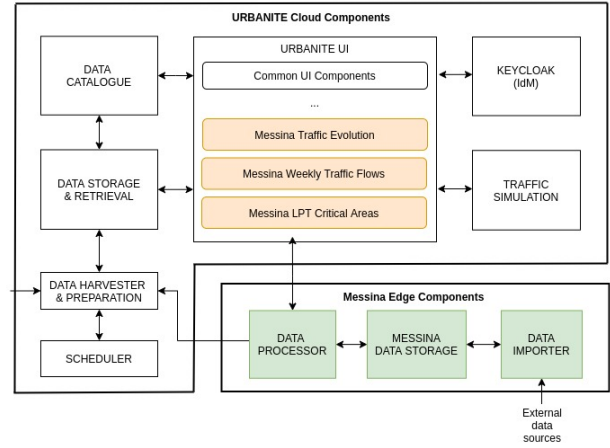 URBANITE Cloud Components
DATA
CATALOGUE
URBANITE UI
Common UI Components
...
Messina Traffic Evolution
Messina Weekly Traffic Flows
Messina LPT Critical Areas
KEYCLOAK
(IdM)
DATA STORAGE
& RETRIEVAL
TRAFFIC
SIMULATION
DATA HARVESTER
& PREPARATION
SCHEDULER
Messina Edge Components
DATA
PROCESSOR
MESSINA
DATA STORAGE
DATA
IMPORTER
External
data
sources